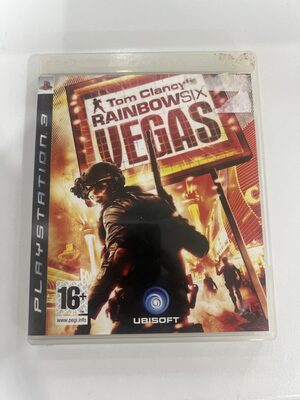 PLAYSTATION 3
Tom Clancy's
RAINBOWSIX
VEGAS
16+
www.pegi.info
UBISOFT